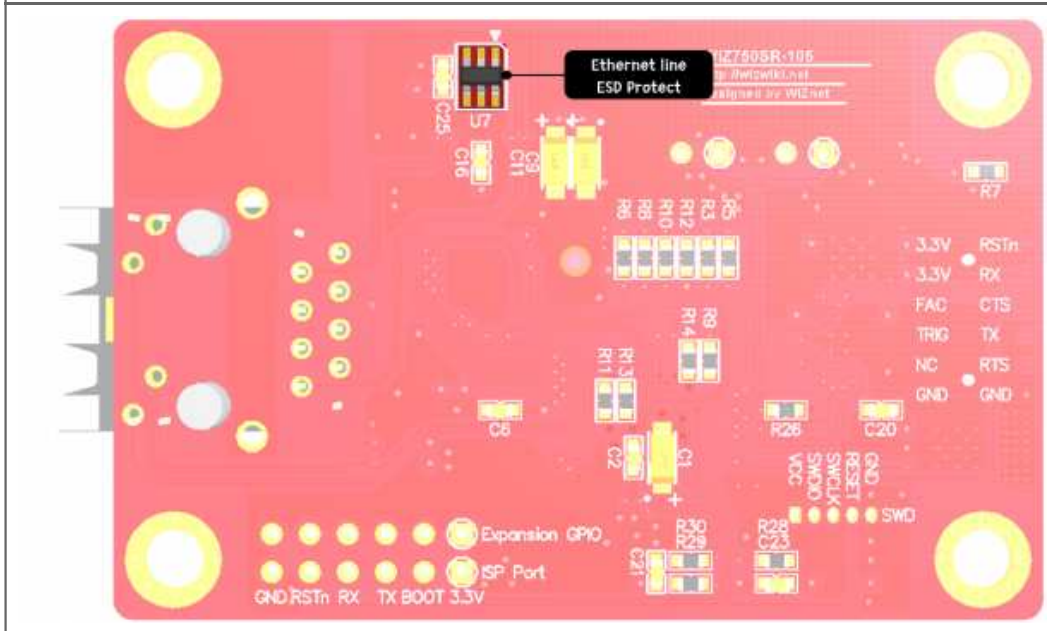 Ethernet line
ESD Protect
WIZ750SR-105
http://wizwiki.net
Designed by WIZnet
C25
U7
C16
C11
C9
R7
R6
R8
R10
R12
R3
R5
3.3V RSTn
3.3V RX
FAC CTS
TRIG TX
NC RTS
GND GND
R14
R9
R11
R13
C6
R26
C20
C2
C1
VDC
SWDIO
SWCLK
RESET
GND
SWD
Expansion GPIO
ISP Port
GND RSTn RX TX BOOT 3.3V
C21
R30
R29
R28
C23